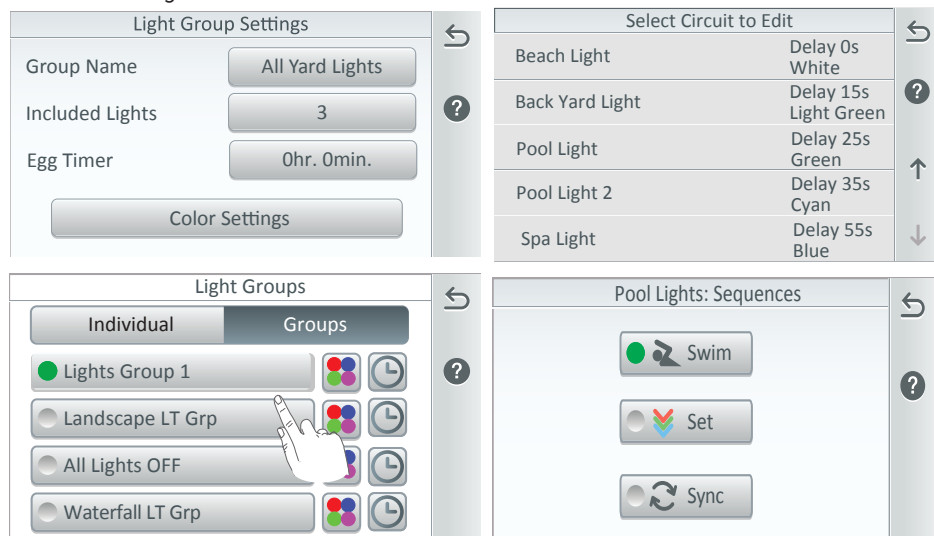 Light Group Settings
Group Name
All Yard Lights
Included Lights
3
Egg Timer
0hr. 0min.
Color Settings
?
Select Circuit to Edit
Beach Light
Delay 0s
White
Back Yard Light
Delay 15s
Light Green
Pool Light
Delay 25s
Green
Pool Light 2
Delay 35s
Cyan
Spa Light
Delay 55s
Blue
?
Light Groups
Individual
Groups
Lights Group 1
Landscape LT Grp
All Lights OFF
Waterfall LT Grp
?
Pool Lights: Sequences
Swim
Set
Sync
?